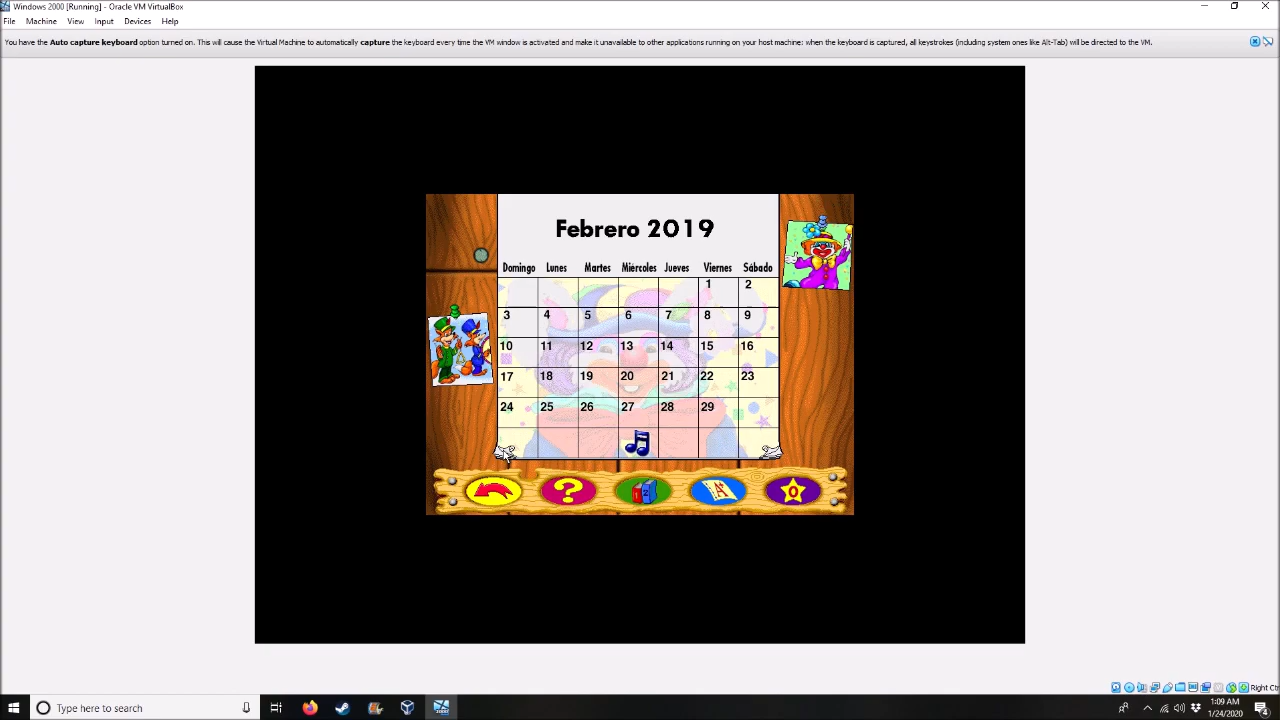 Windows 2000 [Running] - Oracle VM VirtualBox
File Machine View Input Devices Help
You have the Auto capture keyboard option turned on. This will cause the Virtual Machine to automatically capture the keyboard every time the VM window is activated and make it unavailable to other applications running on your host machine: when the keyboard is captured, all keystrokes (including system ones like Alt-Tab) will be directed to the VM.
Febrero 2019
Domingo Lunes Martes Miércoles Jueves Viernes Sábado
1 2
3 4 5 6 7 8 9
10 11 12 13 14 15 16
17 18 19 20 21 22 23
24 25 26 27 28 29
? 1 2 A 0
Right Ctrl
Type here to search
1:09 AM
1/24/2020
4